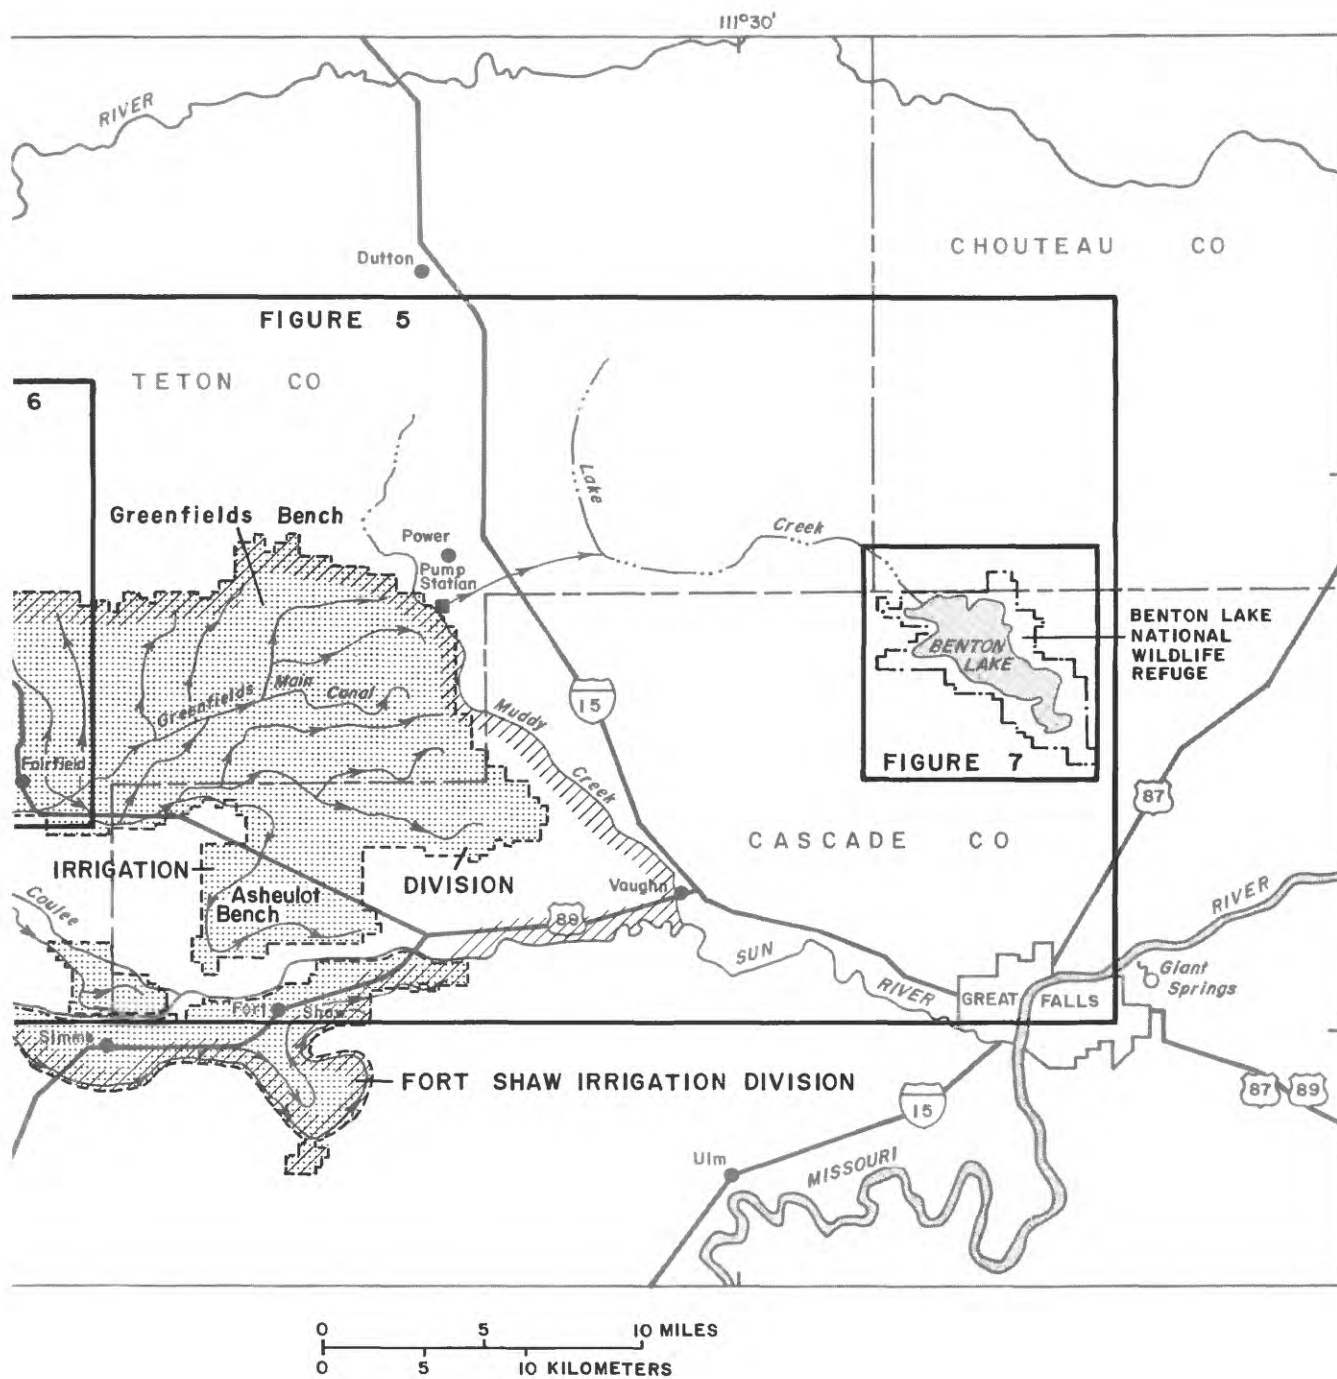 111°30'
RIVER
CHOUTEAU CO
Dutton
FIGURE 5
TETON CO
6
Lake
Creek
Greenfields Bench
Power
Pump
Station
BENTON LAKE
NATIONAL
WILDLIFE
REFUGE
BENTON
LAKE
Greenfields Main Canal
Muddy
Creek
15
FIGURE 7
Fairfield
87
CASCADE CO
IRRIGATION
DIVISION
Vaughn
Asheulot
Bench
Coulee
89
RIVER
SUN
RIVER
Giant
Springs
GREAT FALLS
Fort Shaw
Simms
FORT SHAW IRRIGATION DIVISION
15
87
89
Ulm
MISSOURI
0 5 10 MILES
0 5 10 KILOMETERS